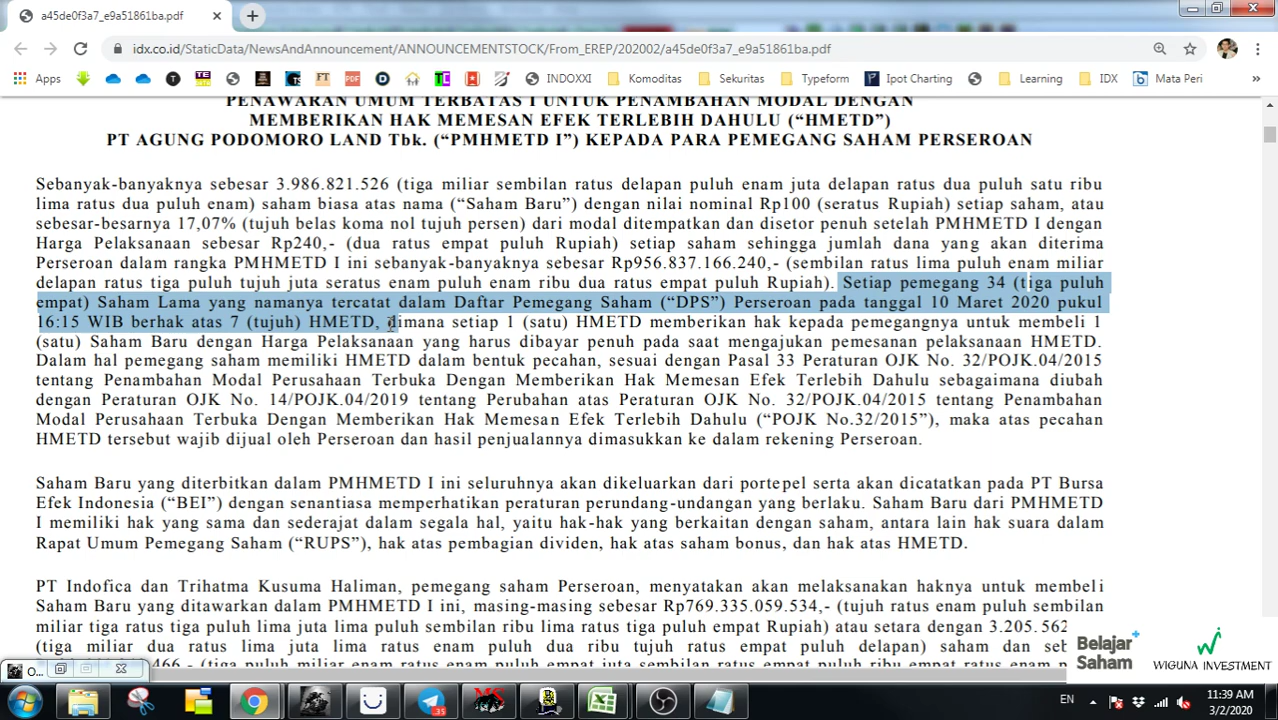 a45de0f3a7_e9a51861ba.pdf
idx.co.id/StaticData/NewsAndAnnouncement/ANNOUNCEMENTSTOCK/From_EREP/202002/a45de0f3a7_e9a51861ba.pdf
Apps INDOXXI Komoditas Sekuritas Typeform Ipot Charting Learning IDX Mata Peri
PENAWARAN UMUM TERBATAS I UNTUK PENAMBAHAN MODAL DENGAN
MEMBERIKAN HAK MEMESAN EFEK TERLEBIH DAHULU (“HMETD”)
PT AGUNG PODOMORO LAND Tbk. (“PMHMETD I”) KEPADA PARA PEMEGANG SAHAM PERSEROAN
Sebanyak-banyaknya sebesar 3.986.821.526 (tiga miliar sembilan ratus delapan puluh enam juta delapan ratus dua puluh satu ribu
lima ratus dua puluh enam) saham biasa atas nama (“Saham Baru”) dengan nilai nominal Rp100 (seratus Rupiah) setiap saham, atau
sebesar-besarnya 17,07% (tujuh belas koma nol tujuh persen) dari modal ditempatkan dan disetor penuh setelah PMHMETD I dengan
Harga Pelaksanaan sebesar Rp240,- (dua ratus empat puluh Rupiah) setiap saham sehingga jumlah dana yang akan diterima
Perseroan dalam rangka PMHMETD I ini sebanyak-banyaknya sebesar Rp956.837.166.240,- (sembilan ratus lima puluh enam miliar
delapan ratus tiga puluh tujuh juta seratus enam puluh enam ribu dua ratus empat puluh Rupiah). Setiap pemegang 34 (tiga puluh
empat) Saham Lama yang namanya tercatat dalam Daftar Pemegang Saham (“DPS”) Perseroan pada tanggal 10 Maret 2020 pukul
16:15 WIB berhak atas 7 (tujuh) HMETD, dimana setiap 1 (satu) HMETD memberikan hak kepada pemegangnya untuk membeli 1
(satu) Saham Baru dengan Harga Pelaksanaan yang harus dibayar penuh pada saat mengajukan pemesanan pelaksanaan HMETD.
Dalam hal pemegang saham memiliki HMETD dalam bentuk pecahan, sesuai dengan Pasal 33 Peraturan OJK No. 32/POJK.04/2015
tentang Penambahan Modal Perusahaan Terbuka Dengan Memberikan Hak Memesan Efek Terlebih Dahulu sebagaimana diubah
dengan Peraturan OJK No. 14/POJK.04/2019 tentang Perubahan atas Peraturan OJK No. 32/POJK.04/2015 tentang Penambahan
Modal Perusahaan Terbuka Dengan Memberikan Hak Memesan Efek Terlebih Dahulu (“POJK No.32/2015”), maka atas pecahan
HMETD tersebut wajib dijual oleh Perseroan dan hasil penjualannya dimasukkan ke dalam rekening Perseroan.
Saham Baru yang diterbitkan dalam PMHMETD I ini seluruhnya akan dikeluarkan dari portepel serta akan dicatatkan pada PT Bursa
Efek Indonesia (“BEI”) dengan senantiasa memperhatikan peraturan perundang-undangan yang berlaku. Saham Baru dari PMHMETD
I memiliki hak yang sama dan sederajat dalam segala hal, yaitu hak-hak yang berkaitan dengan saham, antara lain hak suara dalam
Rapat Umum Pemegang Saham (“RUPS”), hak atas pembagian dividen, hak atas saham bonus, dan hak atas HMETD.
PT Indofica dan Trihatma Kusuma Haliman, pemegang saham Perseroan, menyatakan akan melaksanakan haknya untuk membeli
Saham Baru yang ditawarkan dalam PMHMETD I ini, masing-masing sebesar Rp769.335.059.534,- (tujuh ratus enam puluh sembilan
miliar tiga ratus tiga puluh lima juta lima puluh sembilan ribu lima ratus tiga puluh empat Rupiah) atau setara dengan 3.205.562
(tiga miliar dua ratus lima juta lima ratus enam puluh dua ribu tujuh ratus empat puluh delapan) saham dan seb
Belajar+
Saham
WIGUNA INVESTMENT
O...
35
EN
11:39 AM
3/2/2020